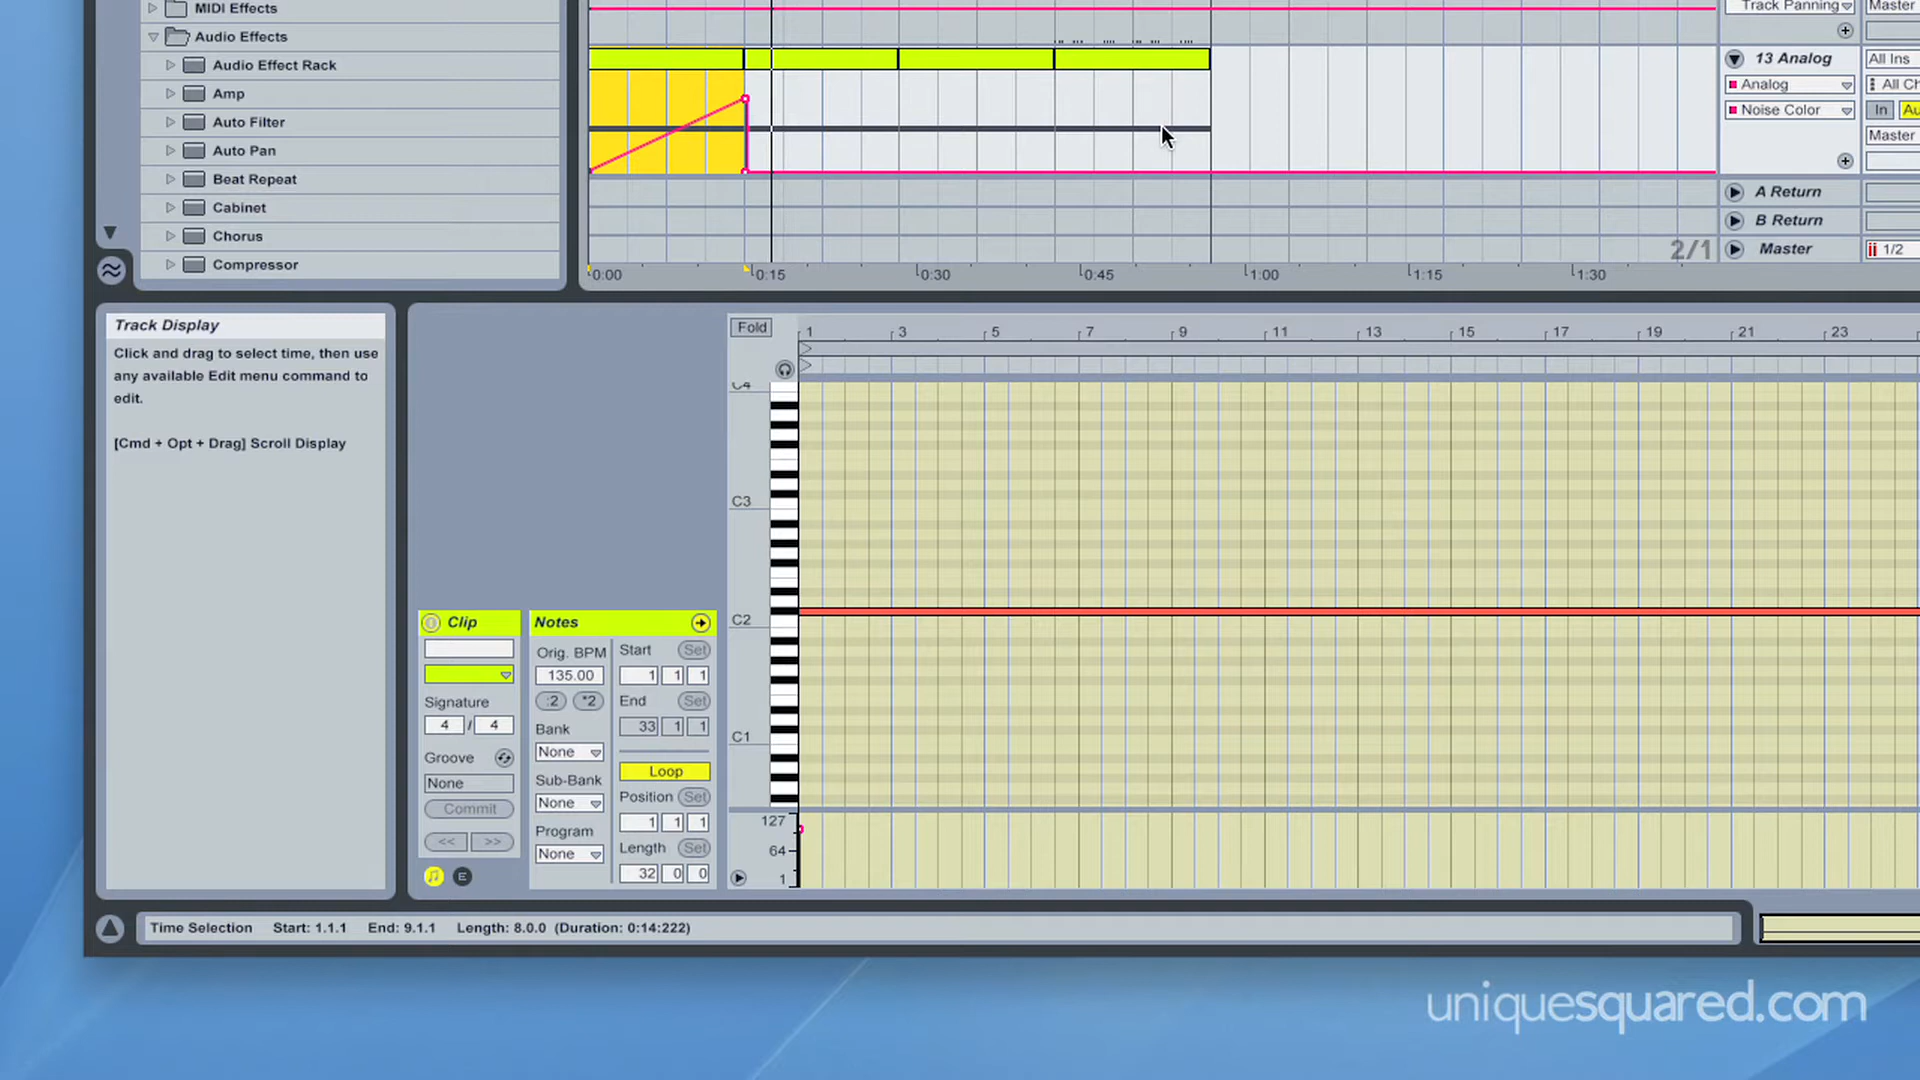 MIDI Effects
Audio Effects
Audio Effect Rack
Amp
Auto Filter
Auto Pan
Beat Repeat
Cabinet
Chorus
Compressor
Track Panning
Master
13 Analog
All Ins
Analog
All Ch
Noise Color
In
Au
Master
A Return
B Return
2/1
Master
1/2
0:00
0:15
0:30
0:45
1:00
1:15
1:30
Track Display
Click and drag to select time, then use
any available Edit menu command to
edit.
[Cmd + Opt + Drag] Scroll Display
Fold
1 3 5 7 9 11 13 15 17 19 21 23
C4
C3
C2
C1
127
64
1
Clip
Signature
4 / 4
Groove
None
Commit
<< >>
E
Notes
Orig. BPM
135.00
:2 *2
Bank
None
Sub-Bank
None
Program
None
Start Set
1 1 1
End Set
33 1 1
Loop
Position Set
1 1 1
Length Set
32 0 0
Time Selection Start: 1.1.1 End: 9.1.1 Length: 8.0.0 (Duration: 0:14:222)
uniquesquared.com